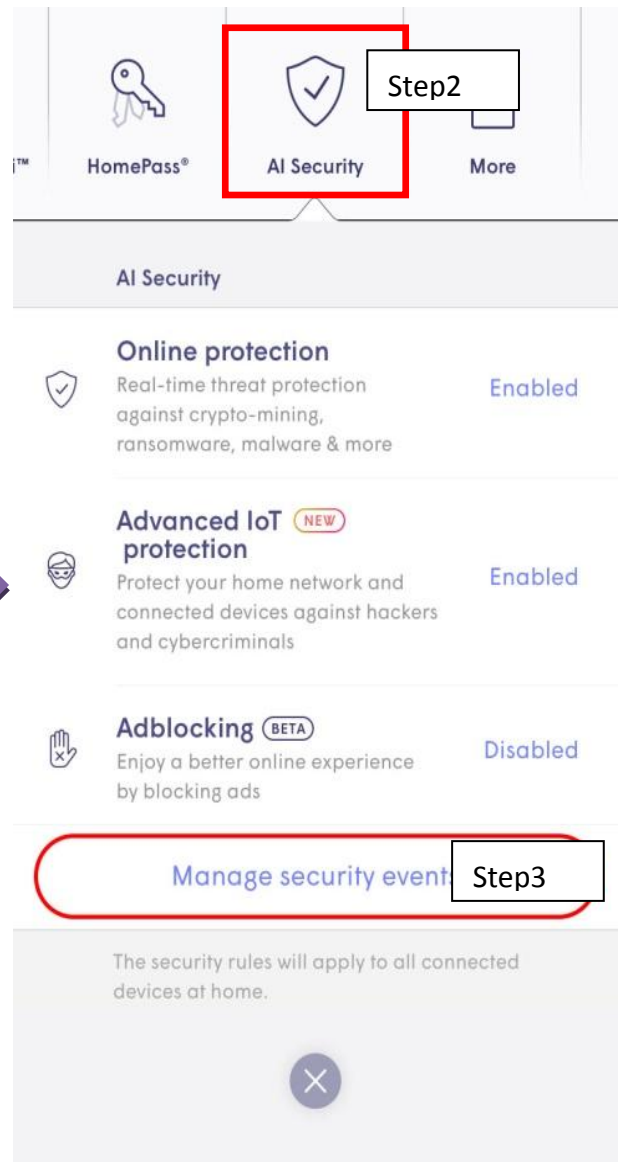 Step2
™ HomePass® AI Security More
AI Security
Online protection
Real-time threat protection
against crypto-mining,
ransomware, malware & more
Enabled
Advanced IoT NEW
protection
Protect your home network and
connected devices against hackers
and cybercriminals
Enabled
Adblocking BETA
Enjoy a better online experience
by blocking ads
Disabled
Manage security event
Step3
The security rules will apply to all connected
devices at home.